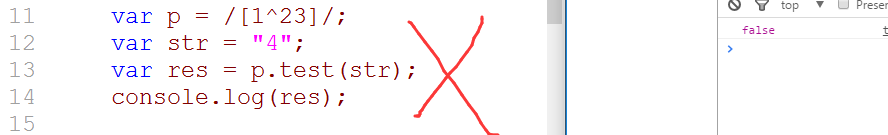 11 var p = /[1^23]/;
12 var str = "4";
13 var res = p.test(str);
14 console.log(res);
15
top ▼ Preser
false t
>